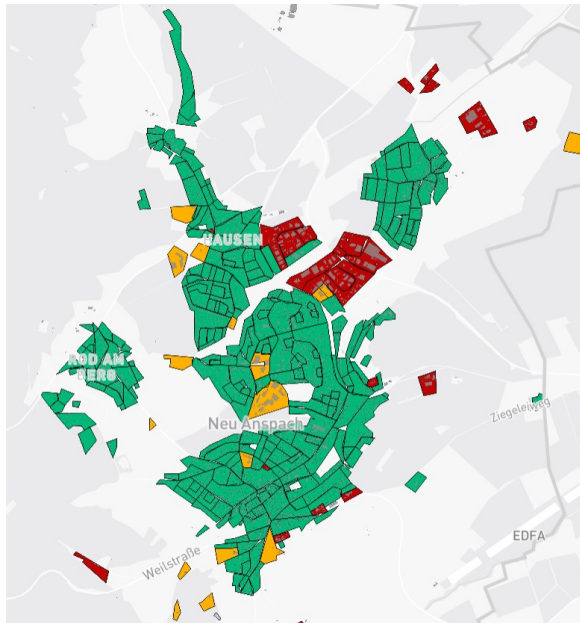 HAUSEN
ROD AM
BERG
Neu Anspach
Ziegeleiweg
Weilstraße
EDFA